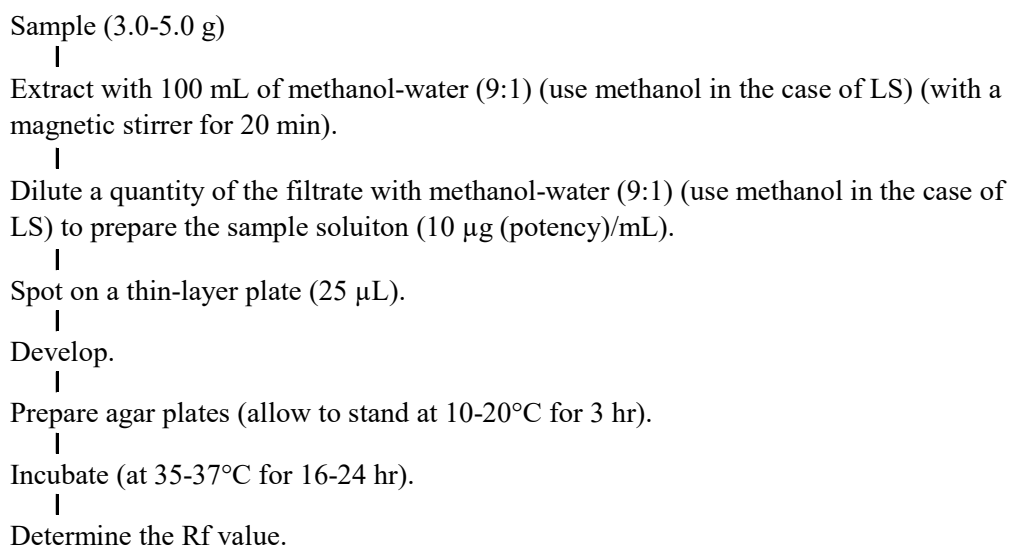 Sample (3.0-5.0 g)
Extract with 100 mL of methanol-water (9:1) (use methanol in the case of LS) (with a
magnetic stirrer for 20 min).
Dilute a quantity of the filtrate with methanol-water (9:1) (use methanol in the case of
LS) to prepare the sample soluiton (10 µg (potency)/mL).
Spot on a thin-layer plate (25 µL).
Develop.
Prepare agar plates (allow to stand at 10-20°C for 3 hr).
Incubate (at 35-37°C for 16-24 hr).
Determine the Rf value.